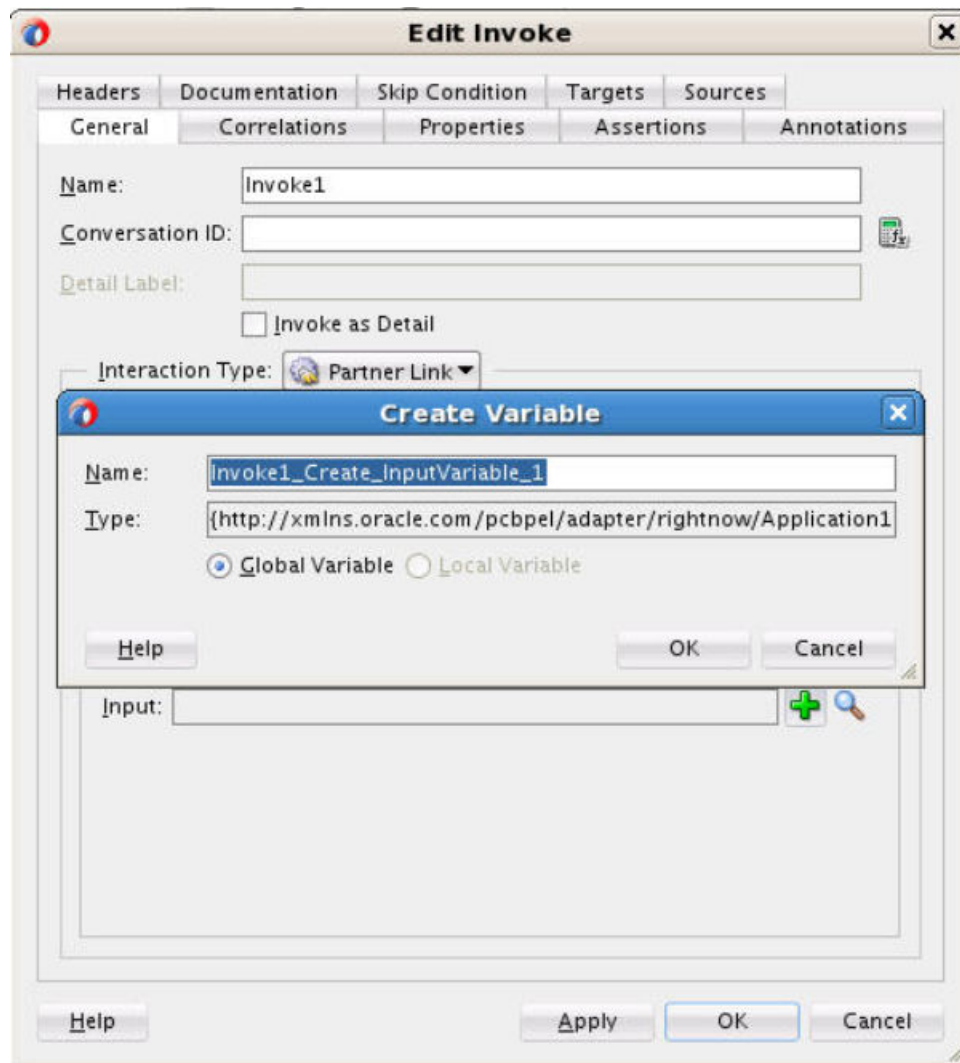 Edit Invoke
Headers Documentation Skip Condition Targets Sources
General Correlations Properties Assertions Annotations
Name: Invoke1
Conversation ID:
Detail Label:
Invoke as Detail
Interaction Type: Partner Link
Create Variable
Name: Invoke1_Create_InputVariable_1
Type: {http://xmlns.oracle.com/pcbpel/adapter/rightnow/Application1
Global Variable Local Variable
Help OK Cancel
Input:
Help Apply OK Cancel